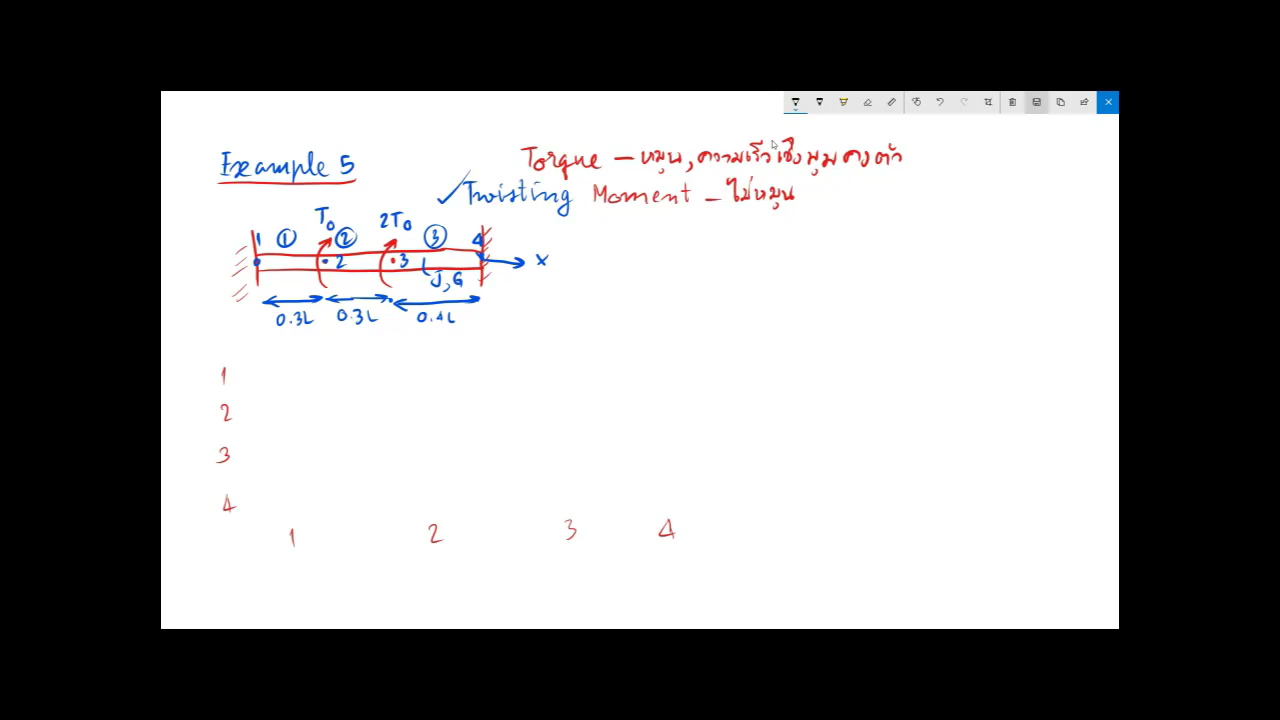 Example 5
Torque – หมุน, ความเร็วเชิงมุมคงตัว
✓ Twisting Moment – ไม่หมุน
T₀ 2T₀
1 ① ② ③ 4
2 3 x
J, G
0.3L 0.3L 0.4L
1
2
3
4
1 2 3 4